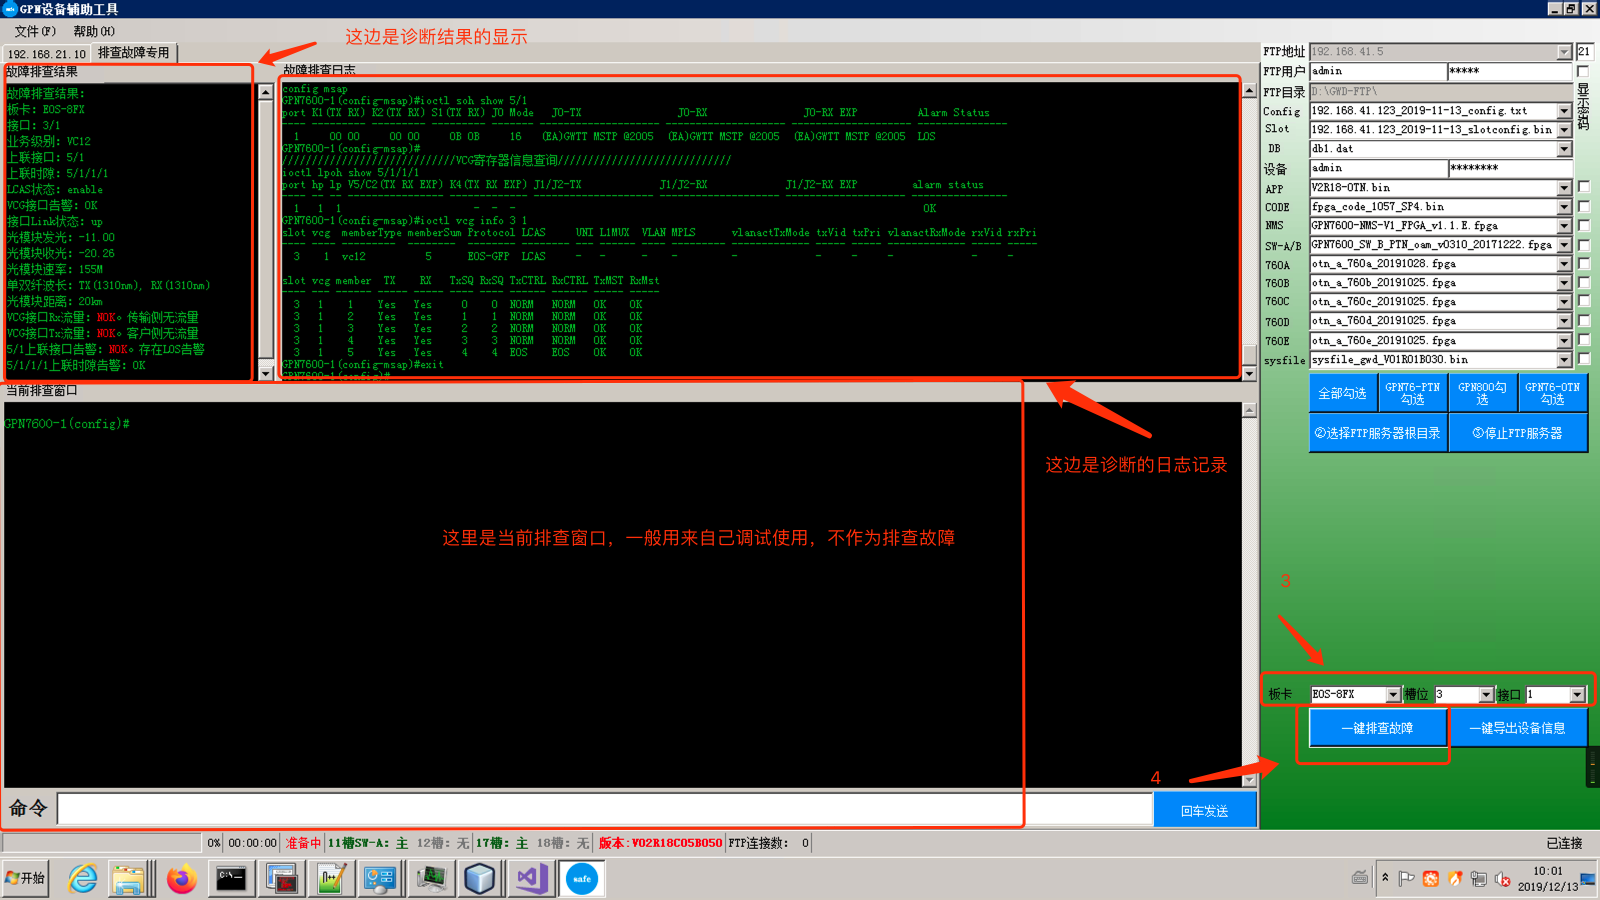 GPN设备辅助工具
文件(F) 帮助(H)
这边是诊断结果的显示
192.168.21.10 排查故障专用
故障排查结果
故障排查结果:
板卡: EOS-8FX
接口: 3/1
业务级别: VC12
上联接口: 5/1
上联时隙: 5/1/1/1
LCAS状态: enable
VCG接口告警: OK
接口Link状态: up
光模块发光: -11.00
光模块收光: -20.26
光模块速率: 155M
单双纤波长: TX(1310nm), RX(1310nm)
光模块距离: 20km
VCG接口Rx流量: NOK。传输侧无流量
VCG接口Tx流量: NOK。客户侧无流量
5/1上联接口告警: NOK。存在LOS告警
5/1/1/1上联时隙告警: OK
故障排查日志
config msap
GPN7600-1(config-msap)#ioctl soh show 5/1
port K1(TX RX) K2(TX RX) S1(TX RX) J0 Mode J0-TX J0-RX J0-RX EXP Alarm Status
1 00 00 00 00 0B 0B 16 (EA)GWTT MSTP @2005 (EA)GWTT MSTP @2005 (EA)GWTT MSTP @2005 LOS
GPN7600-1(config-msap)#
/////////////////////////////VCG寄存器信息查询/////////////////////////////
ioctl lpoh show 5/1/1/1
port hp lp V5/C2(TX RX EXP) K4(TX RX EXP) J1/J2-TX J1/J2-RX J1/J2-RX EXP alarm status
1 1 1 - - - OK
GPN7600-1(config-msap)#ioctl vcg info 3 1
slot vcg memberType memberSum Protocol LCAS UNI L1MUX VLAN MPLS vlanactTxMode txVid txPri vlanactRxMode rxVid rxPri
3 1 vc12 5 EOS-GFP LCAS - - - - - - - - - -
slot vcg member TX RX TxSQ RxSQ TxCTRL RxCTRL TxMST RxMst
3 1 1 Yes Yes 0 0 NORM NORM OK OK
3 1 2 Yes Yes 1 1 NORM NORM OK OK
3 1 3 Yes Yes 2 2 NORM NORM OK OK
3 1 4 Yes Yes 3 3 NORM NORM OK OK
3 1 5 Yes Yes 4 4 EOS EOS OK OK
GPN7600-1(config-msap)#exit
GPN7600-1(config)#
当前排查窗口
GPN7600-1(config)#
这边是诊断的日志记录
这里是当前排查窗口，一般用来自己调试使用，不作为排查故障
命令
回车发送
FTP地址 192.168.41.5 21
FTP用户 admin *****
显示密码
FTP目录 D:\GWD-FTP\
Config 192.168.41.123_2019-11-13_config.txt
Slot 192.168.41.123_2019-11-13_slotconfig.bin
DB db1.dat
设备 admin ********
APP V2R18-OTN.bin
CODE fpga_code_1057_SP4.bin
NMS GPN7600-NMS-V1_FPGA_v1.1.E.fpga
SW-A/B GPN7600_SW_B_PTN_oam_v0310_20171222.fpga
760A otn_a_760a_20191028.fpga
760B otn_a_760b_20191025.fpga
760C otn_a_760c_20191025.fpga
760D otn_a_760d_20191025.fpga
760E otn_a_760e_20191025.fpga
sysfile sysfile_gwd_V01R01B030.bin
全部勾选 GPN76-PTN勾选 GPN800勾选 GPN76-OTN勾选
②选择FTP服务器根目录 ③停止FTP服务器
3
板卡 EOS-8FX 槽位 3 接口 1
一键排查故障 一键导出设备信息
4
0% 00:00:00 准备中 11槽SW-A: 主 12槽: 无 17槽: 主 18槽: 无 版本:V02R18C05B050 FTP连接数: 0 已连接
开始
safe
10:01
2019/12/13